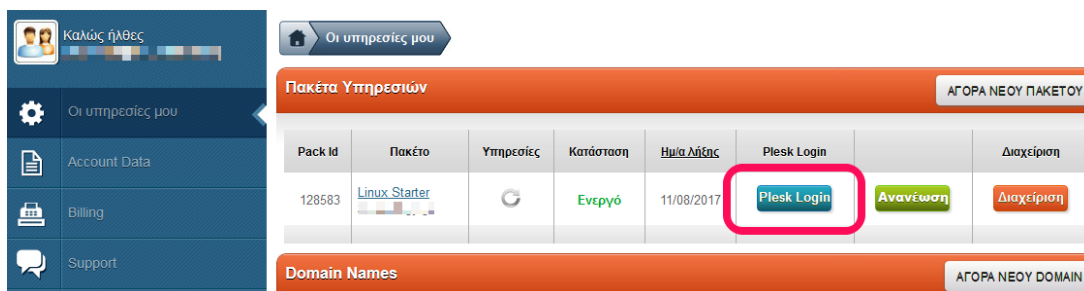 Καλώς ήλθες
Οι υπηρεσίες μου
Account Data
Billing
Support
Οι υπηρεσίες μου
Πακέτα Υπηρεσιών
ΑΓΟΡΑ ΝΕΟΥ ΠΑΚΕΤΟΥ
Pack Id Πακέτο Υπηρεσίες Κατάσταση Ημ/α Λήξης Plesk Login Διαχείριση
128583 Linux Starter Ενεργό 11/08/2017 Plesk Login Ανανέωση Διαχείριση
Domain Names
ΑΓΟΡΑ ΝΕΟΥ DOMAIN